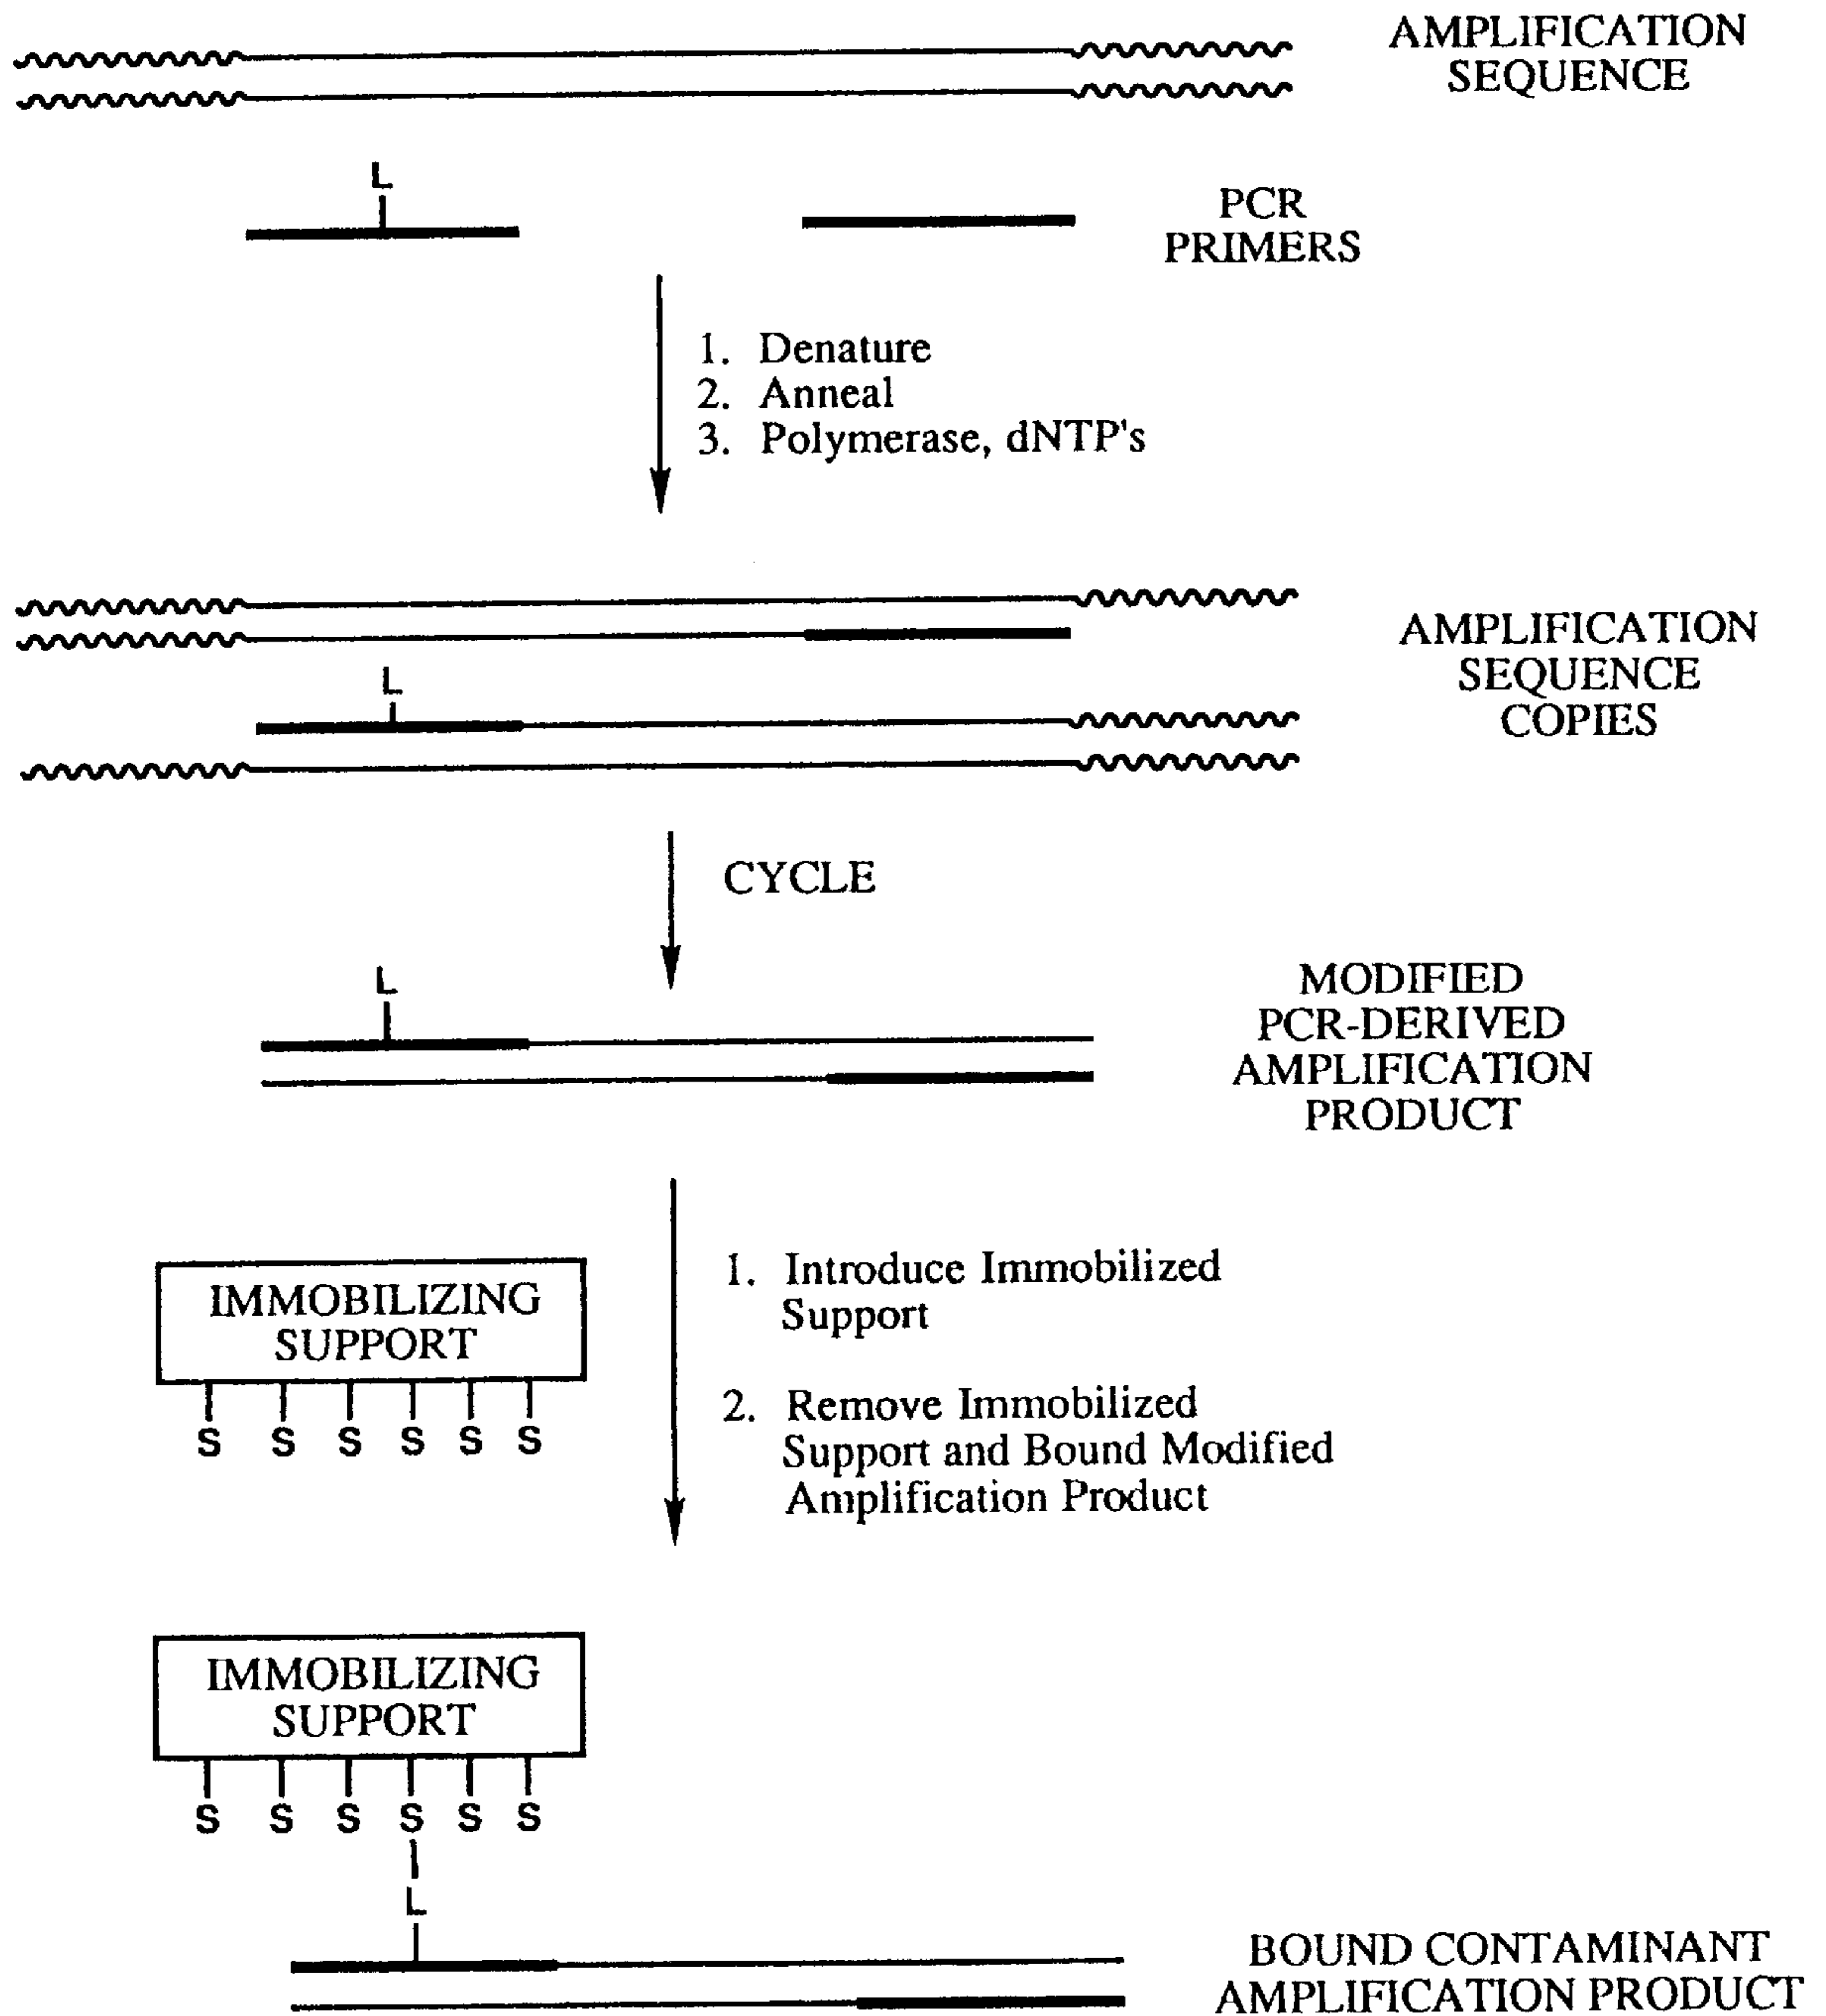 AMPLIFICATION
SEQUENCE
L
PCR
PRIMERS
1. Denature
2. Anneal
3. Polymerase, dNTP's
AMPLIFICATION
SEQUENCE
COPIES
L
CYCLE
L
MODIFIED
PCR-DERIVED
AMPLIFICATION
PRODUCT
IMMOBILIZING
SUPPORT
S S S S S S
1. Introduce Immobilized
Support
2. Remove Immobilized
Support and Bound Modified
Amplification Product
IMMOBILIZING
SUPPORT
S S S S S S
L
BOUND CONTAMINANT
AMPLIFICATION PRODUCT